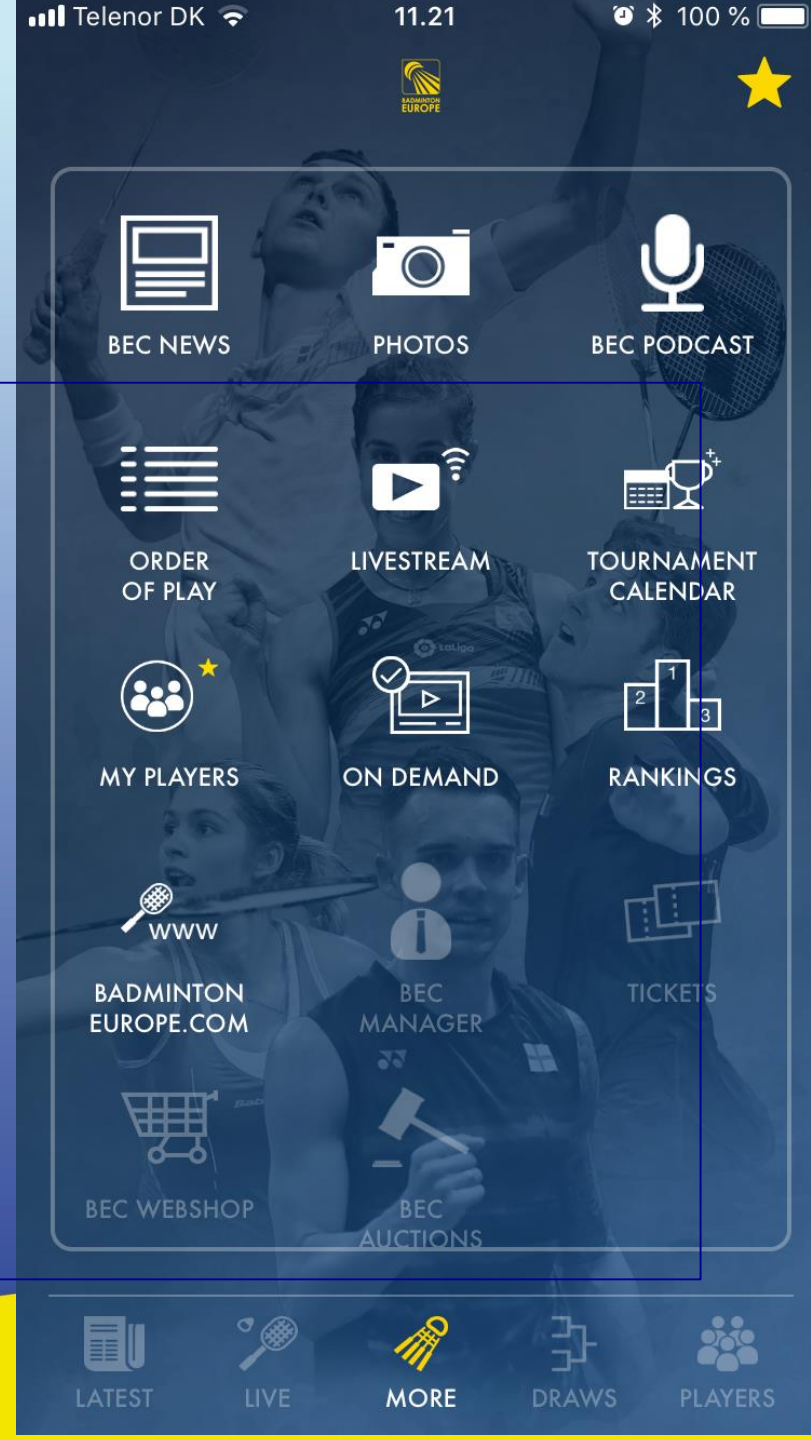 Telenor DK
11.21
100 %
BADMINTON
EUROPE
BEC NEWS
PHOTOS
BEC PODCAST
ORDER
OF PLAY
LIVESTREAM
TOURNAMENT
CALENDAR
LaLiga
1
2
3
MY PLAYERS
ON DEMAND
RANKINGS
www
BADMINTON
EUROPE.COM
BEC
MANAGER
TICKETS
BEC WEBSHOP
BEC
AUCTIONS
LATEST
LIVE
MORE
DRAWS
PLAYERS